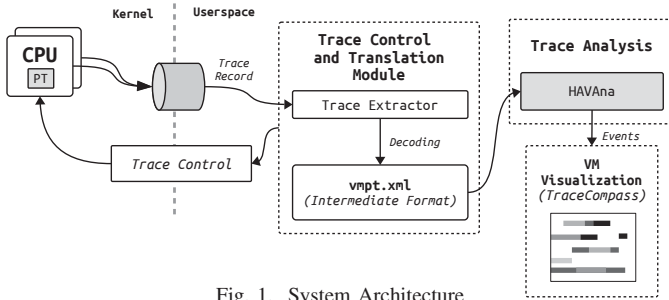 Kernel
Userspace
CPU
PT
Trace
Record
Trace Control
Trace Control
and Translation
Module
Trace Extractor
Decoding
vmpt.xml
(Intermediate Format)
Trace Analysis
HAVAna
Events
VM
Visualization
(TraceCompass)
Fig. 1. System Architecture